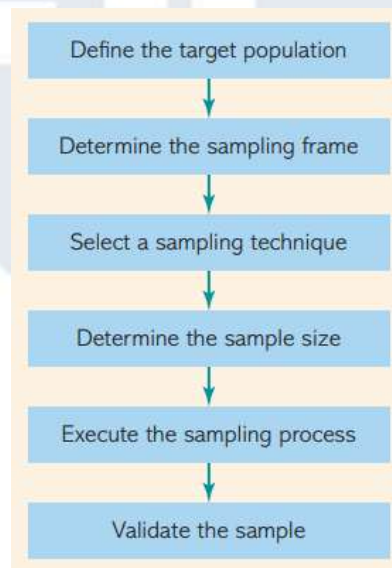 Define the target population
Determine the sampling frame
Select a sampling technique
Determine the sample size
Execute the sampling process
Validate the sample